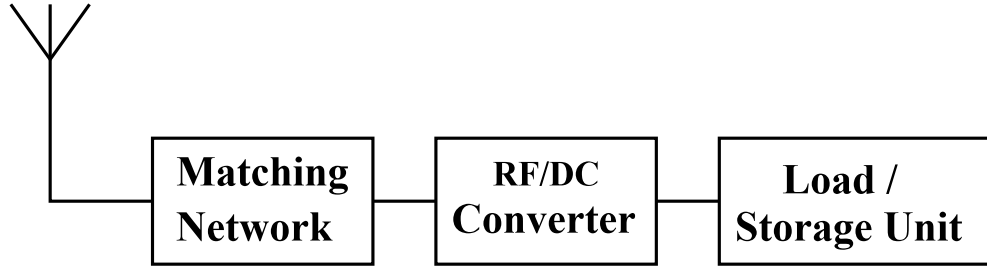 Matching
Network
RF/DC
Converter
Load /
Storage Unit